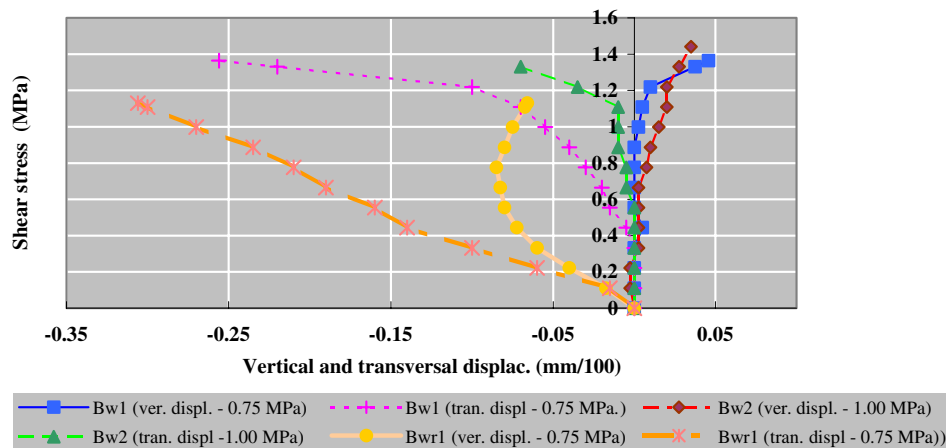 Shear stress (MPa)
1.6
1.4
1.2
1
0.8
0.6
0.4
0.2
0
-0.35 -0.25 -0.15 -0.05 0.05
Vertical and transversal displac. (mm/100)
Bw1 (ver. displ. - 0.75 MPa) Bw1 (tran. displ - 0.75 MPa.) Bw2 (ver. displ. - 1.00 MPa)
Bw2 (tran. displ -1.00 MPa) Bwr1 (ver. displ - 0.75 MPa) Bwr1 (tran. displ - 0.75 MPa))